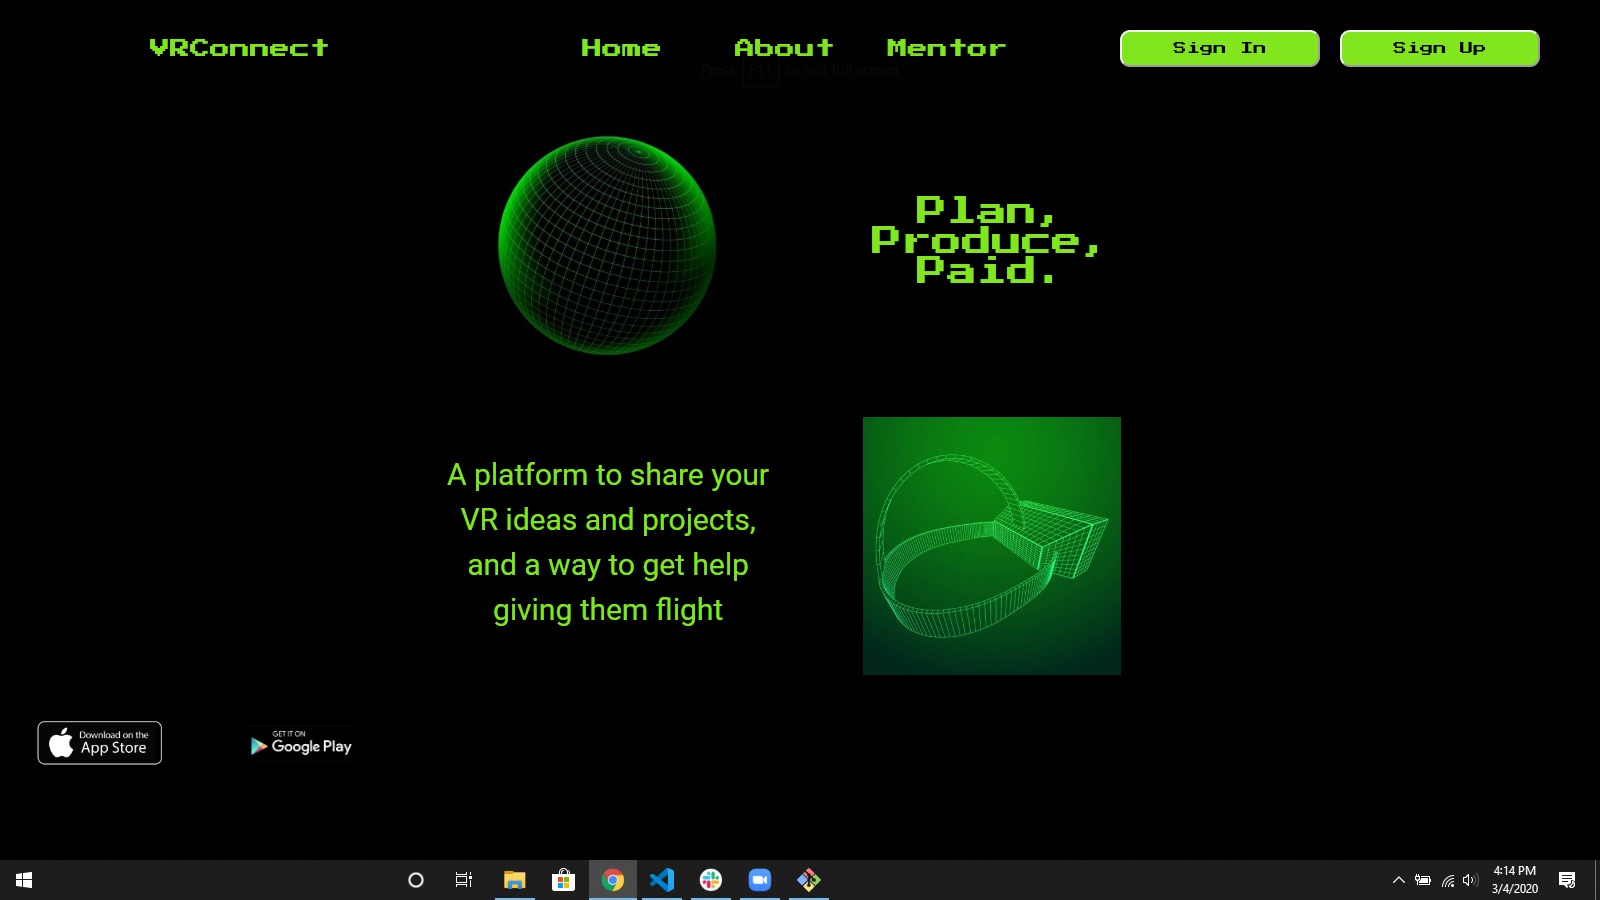 VRConnect
Home
About
Mentor
Sign In
Sign Up
Press F11 to exit full screen
Plan,
Produce,
Paid.
A platform to share your
VR ideas and projects,
and a way to get help
giving them flight
Download on the
App Store
GET IT ON
Google Play
4:14 PM
3/4/2020